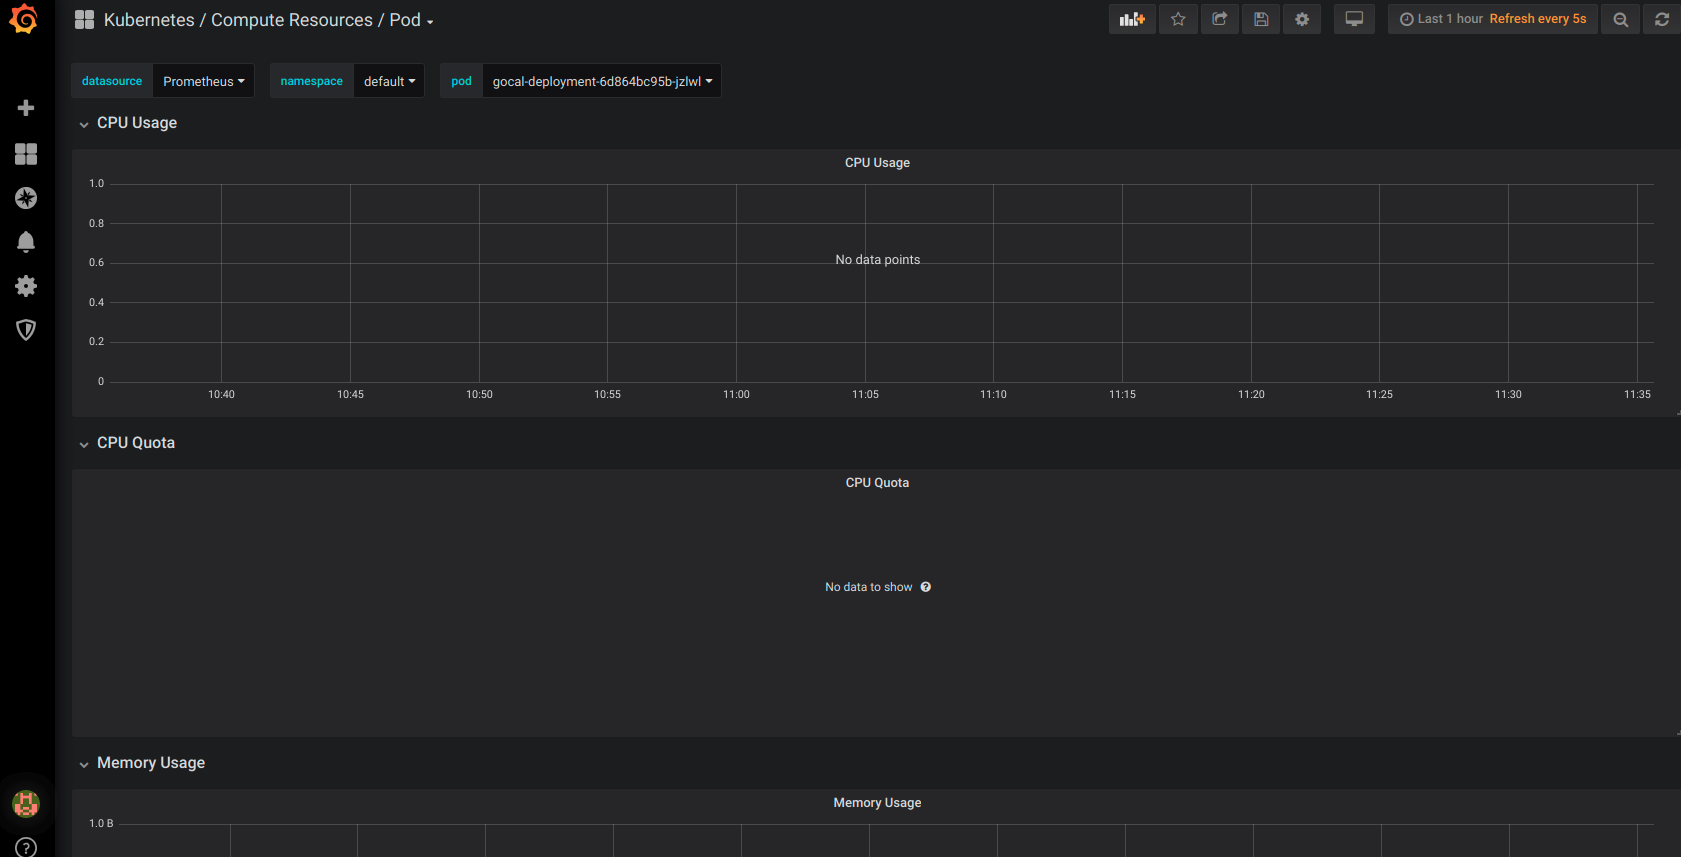 Kubernetes / Compute Resources / Pod
Last 1 hour Refresh every 5s
datasource Prometheus namespace default pod gocal-deployment-6d864bc95b-jzlwl
CPU Usage
CPU Usage
1.0
0.8
No data points
0.6
0.4
0.2
0
10:40 10:45 10:50 10:55 11:00 11:05 11:10 11:15 11:20 11:25 11:30 11:35
CPU Quota
CPU Quota
No data to show ?
Memory Usage
Memory Usage
1.0 B
?